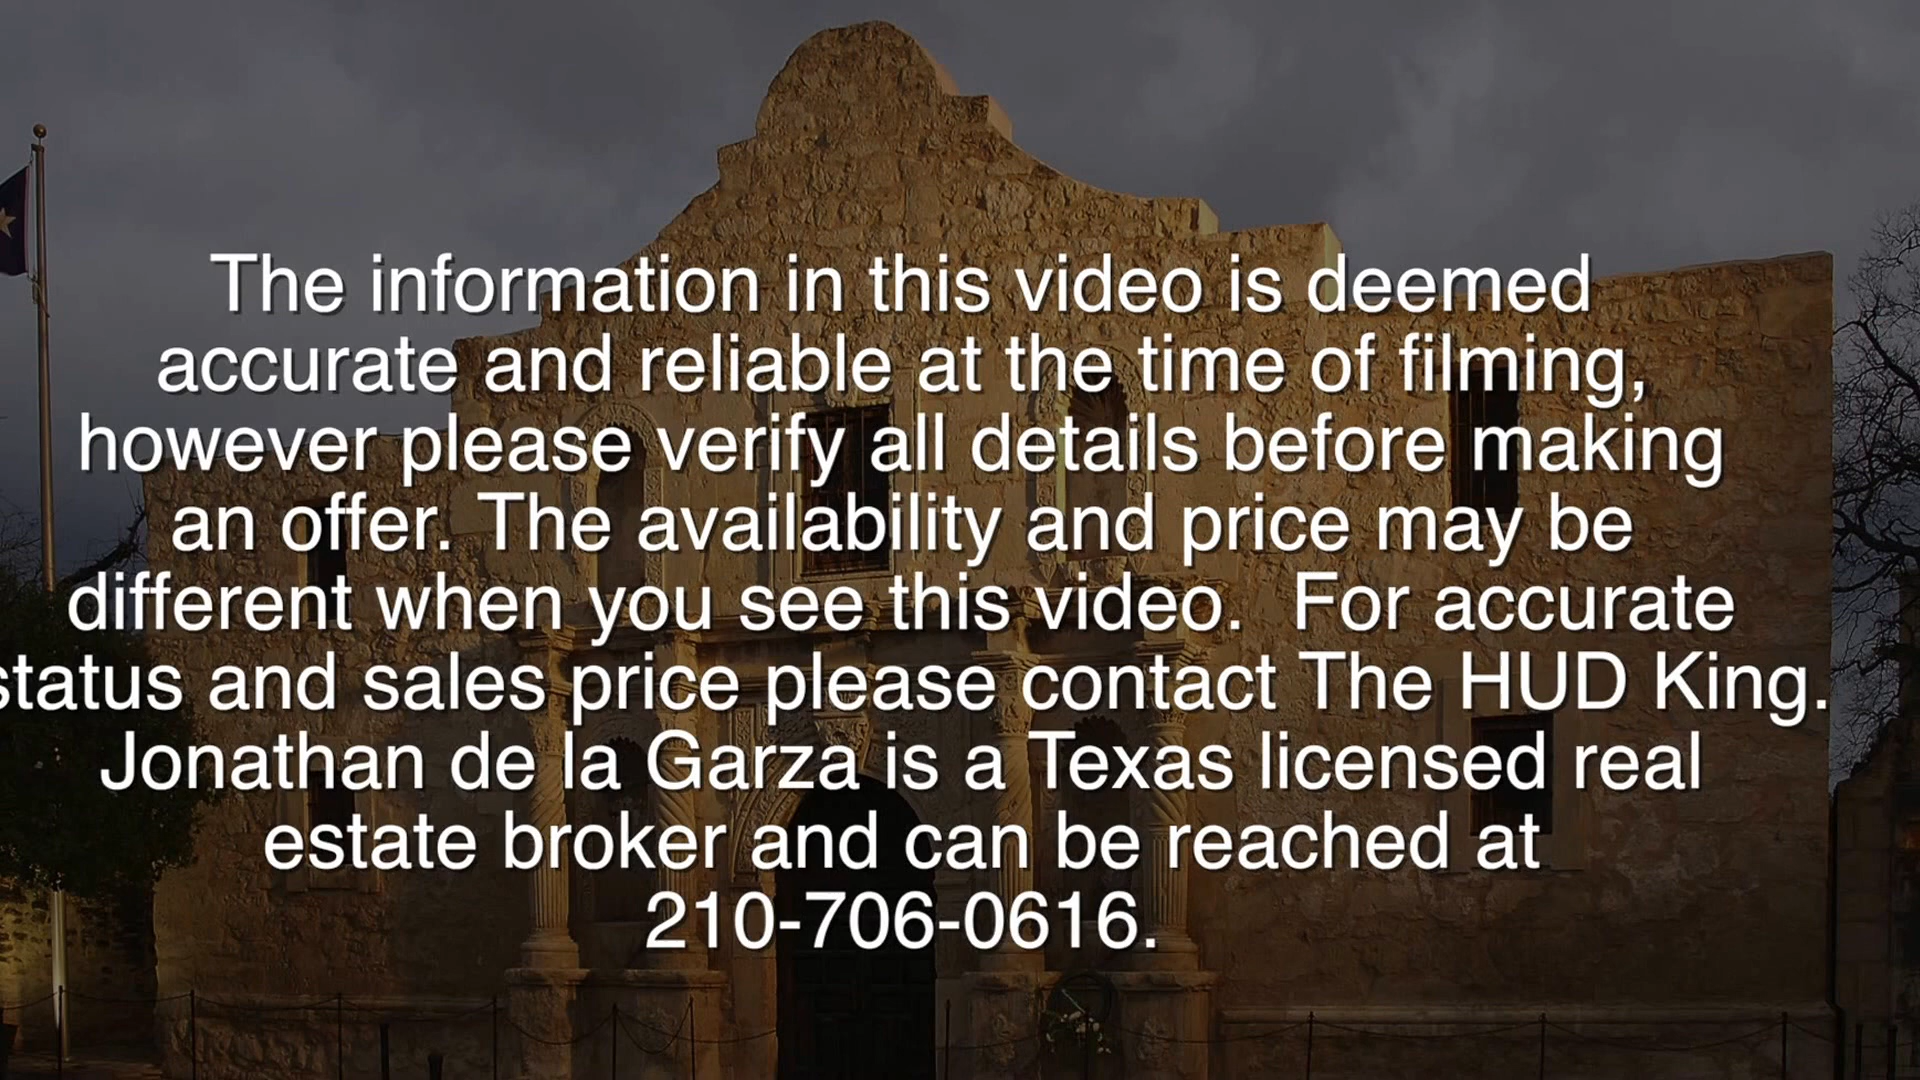 The information in this video is deemed
accurate and reliable at the time of filming,
however please verify all details before making
an offer. The availability and price may be
different when you see this video.  For accurate
status and sales price please contact The HUD King.
Jonathan de la Garza is a Texas licensed real
estate broker and can be reached at
210-706-0616.